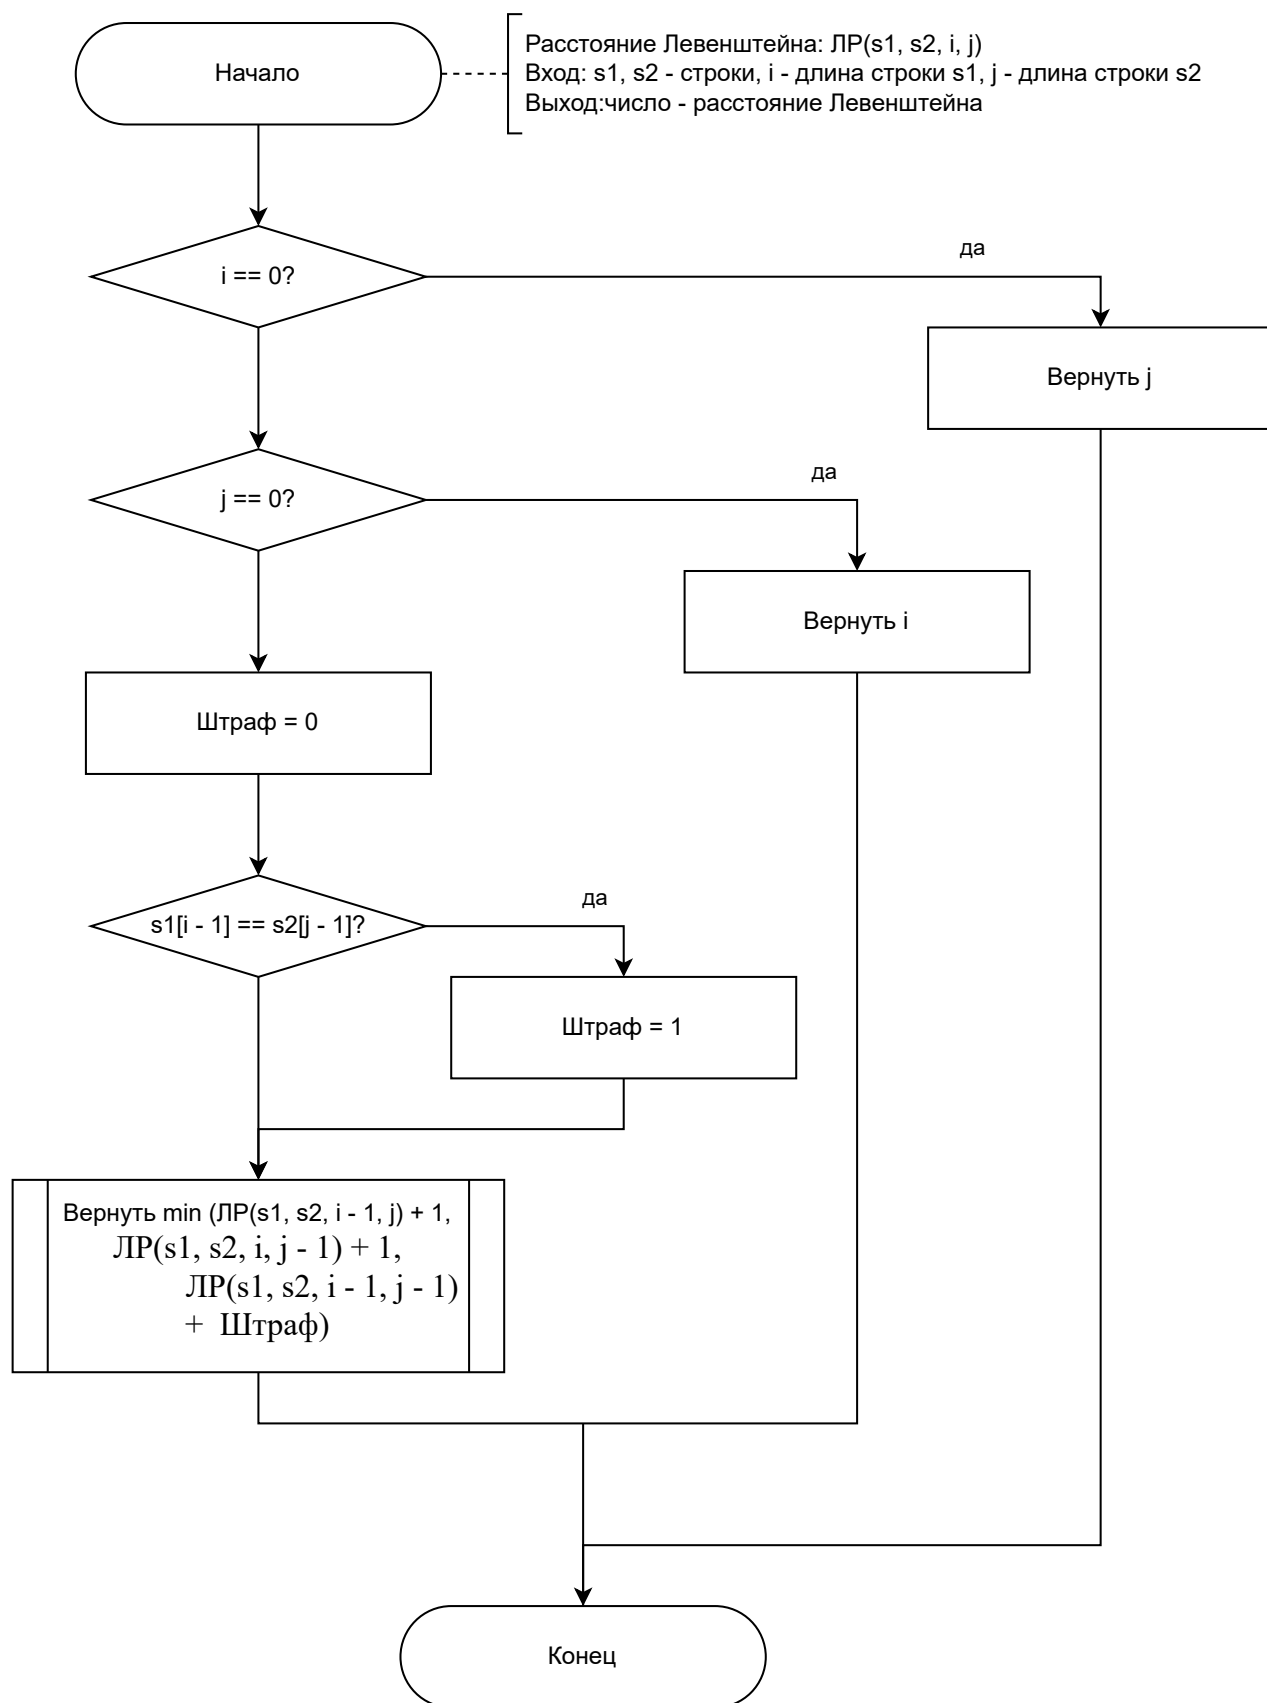 Начало
Расстояние Левенштейна: ЛР(s1, s2, i, j)
Вход: s1, s2 - строки, i - длина строки s1, j - длина строки s2
Выход:число - расстояние Левенштейна
i == 0?
да
Вернуть j
j == 0?
да
Вернуть i
Штраф = 0
s1[i - 1] == s2[j - 1]?
да
Штраф = 1
Вернуть min (ЛР(s1, s2, i - 1, j) + 1,
ЛР(s1, s2, i, j - 1) + 1,
ЛР(s1, s2, i - 1, j - 1)
+ Штраф)
Конец